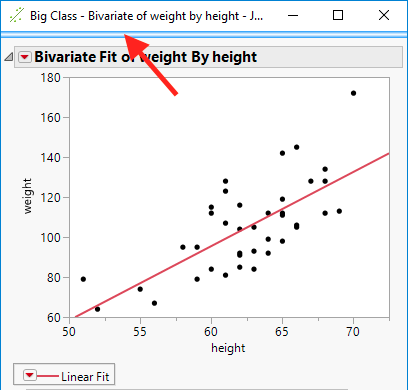 Big Class - Bivariate of weight by height - J...
Bivariate Fit of weight By height
180
160
140
120
100
80
60
weight
50
55
60
65
70
height
Linear Fit